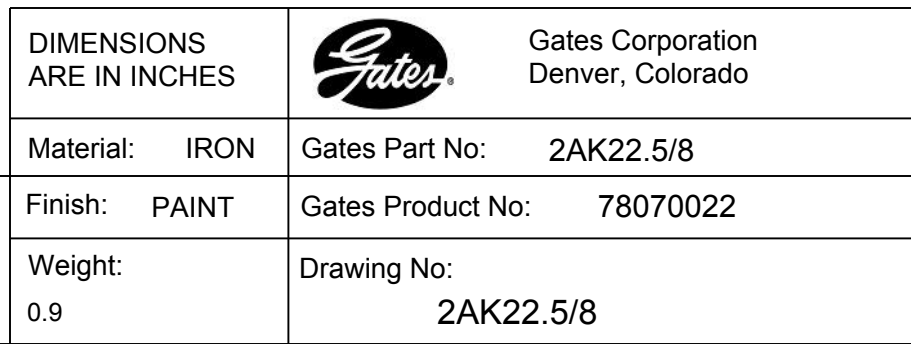 DIMENSIONS
ARE IN INCHES
Gates®
Gates Corporation
Denver, Colorado
Material: IRON
Gates Part No: 2AK22.5/8
Finish: PAINT
Gates Product No: 78070022
Weight:
0.9
Drawing No:
2AK22.5/8